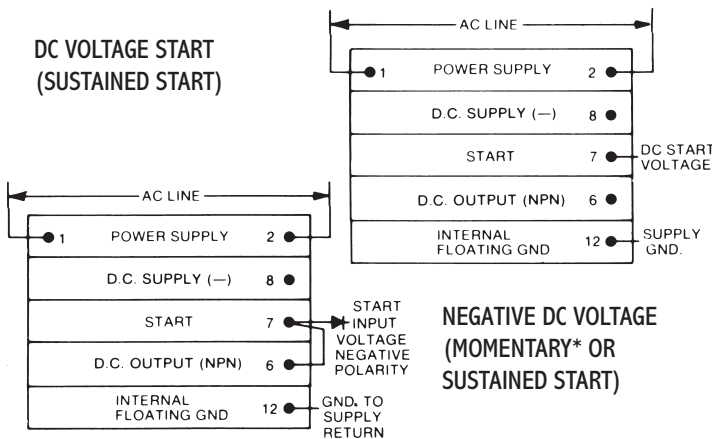 DC VOLTAGE START
(SUSTAINED START)
AC LINE
1 POWER SUPPLY 2
D.C. SUPPLY (—) 8
START 7
DC START
VOLTAGE
D.C. OUTPUT (NPN) 6
INTERNAL
FLOATING GND 12
SUPPLY
GND.
AC LINE
1 POWER SUPPLY 2
D.C. SUPPLY (—) 8
START 7
START
INPUT
VOLTAGE
NEGATIVE
POLARITY
D.C. OUTPUT (NPN) 6
INTERNAL
FLOATING GND 12
GND. TO
SUPPLY
RETURN
NEGATIVE DC VOLTAGE
(MOMENTARY* OR
SUSTAINED START)